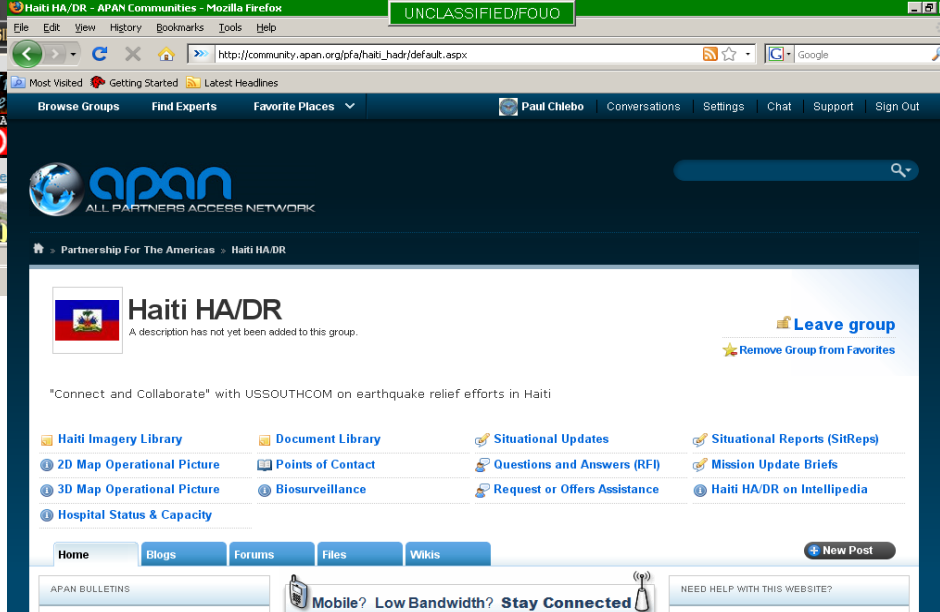 Haiti HA/DR - APAN Communities - Mozilla Firefox
UNCLASSIFIED/FOUO
File Edit View History Bookmarks Tools Help
http://community.apan.org/pfa/haiti_hadr/default.aspx
G Google
Most Visited Getting Started Latest Headlines
Browse Groups Find Experts Favorite Places Paul Chlebo Conversations Settings Chat Support Sign Out
apan
ALL PARTNERS ACCESS NETWORK
» Partnership For The Americas » Haiti HA/DR
Haiti HA/DR
A description has not yet been added to this group.
Leave group
Remove Group from Favorites
"Connect and Collaborate" with USSOUTHCOM on earthquake relief efforts in Haiti
Haiti Imagery Library Document Library Situational Updates Situational Reports (SitReps)
2D Map Operational Picture Points of Contact Questions and Answers (RFI) Mission Update Briefs
3D Map Operational Picture Biosurveillance Request or Offers Assistance Haiti HA/DR on Intellipedia
Hospital Status & Capacity
Home Blogs Forums Files Wikis New Post
APAN BULLETINS
Mobile? Low Bandwidth? Stay Connected
NEED HELP WITH THIS WEBSITE?